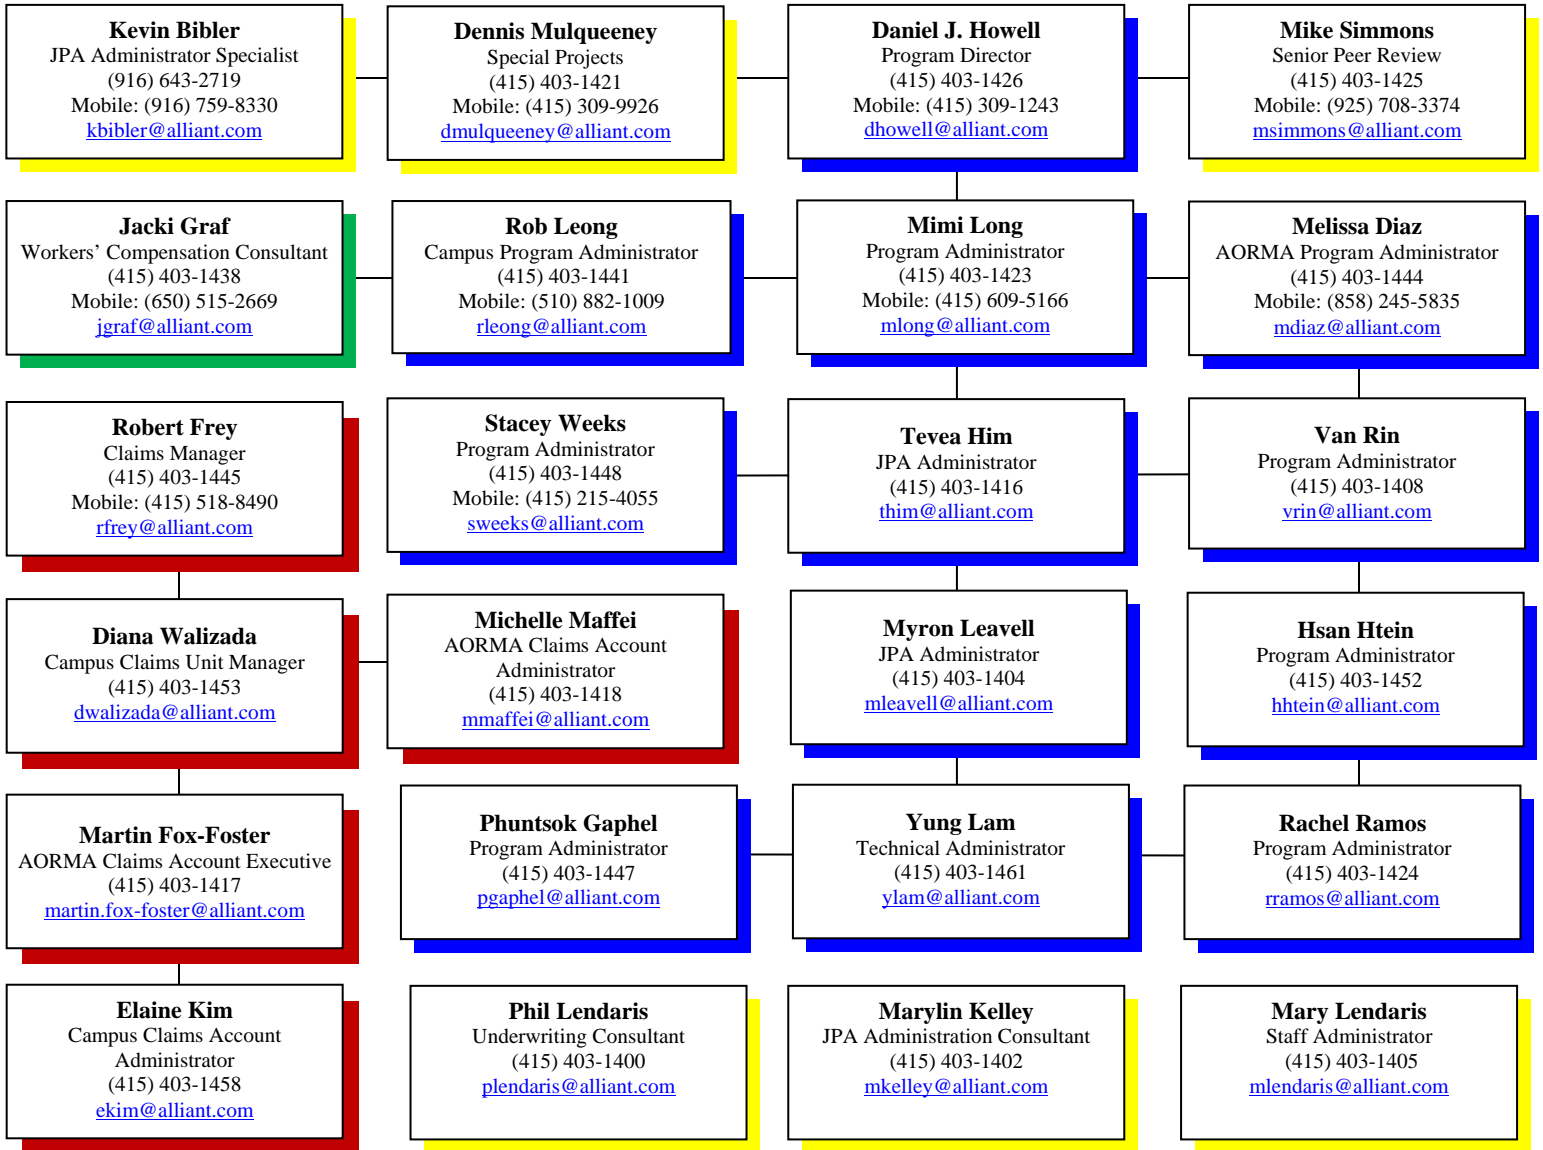 Kevin Bibler
JPA Administrator Specialist
(916) 643-2719
Mobile: (916) 759-8330
kbibler@alliant.com
Dennis Mulqueeney
Special Projects
(415) 403-1421
Mobile: (415) 309-9926
dmulqueeney@alliant.com
Daniel J. Howell
Program Director
(415) 403-1426
Mobile: (415) 309-1243
dhowell@alliant.com
Mike Simmons
Senior Peer Review
(415) 403-1425
Mobile: (925) 708-3374
msimmons@alliant.com
Jacki Graf
Workers’ Compensation Consultant
(415) 403-1438
Mobile: (650) 515-2669
jgraf@alliant.com
Rob Leong
Campus Program Administrator
(415) 403-1441
Mobile: (510) 882-1009
rleong@alliant.com
Mimi Long
Program Administrator
(415) 403-1423
Mobile: (415) 609-5166
mlong@alliant.com
Melissa Diaz
AORMA Program Administrator
(415) 403-1444
Mobile: (858) 245-5835
mdiaz@alliant.com
Robert Frey
Claims Manager
(415) 403-1445
Mobile: (415) 518-8490
rfrey@alliant.com
Stacey Weeks
Program Administrator
(415) 403-1448
Mobile: (415) 215-4055
sweeks@alliant.com
Tevea Him
JPA Administrator
(415) 403-1416
thim@alliant.com
Van Rin
Program Administrator
(415) 403-1408
vrin@alliant.com
Diana Walizada
Campus Claims Unit Manager
(415) 403-1453
dwalizada@alliant.com
Michelle Maffei
AORMA Claims Account
Administrator
(415) 403-1418
mmaffei@alliant.com
Myron Leavell
JPA Administrator
(415) 403-1404
mleavell@alliant.com
Hsan Htein
Program Administrator
(415) 403-1452
hhtein@alliant.com
Martin Fox-Foster
AORMA Claims Account Executive
(415) 403-1417
martin.fox-foster@alliant.com
Phuntsok Gaphel
Program Administrator
(415) 403-1447
pgaphel@alliant.com
Yung Lam
Technical Administrator
(415) 403-1461
ylam@alliant.com
Rachel Ramos
Program Administrator
(415) 403-1424
rramos@alliant.com
Elaine Kim
Campus Claims Account
Administrator
(415) 403-1458
ekim@alliant.com
Phil Lendaris
Underwriting Consultant
(415) 403-1400
plendaris@alliant.com
Marylin Kelley
JPA Administration Consultant
(415) 403-1402
mkelley@alliant.com
Mary Lendaris
Staff Administrator
(415) 403-1405
mlendaris@alliant.com